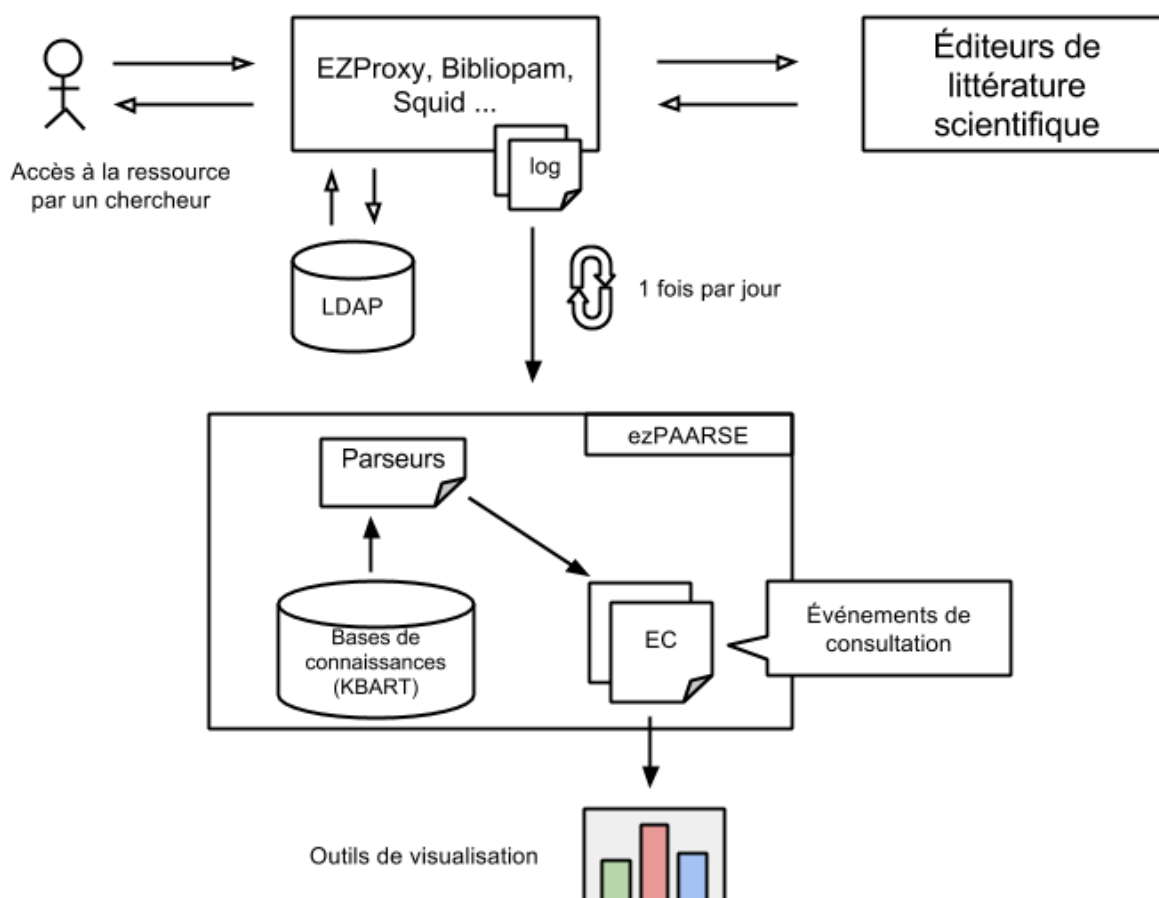 EZProxy, Bibliopam,
Squid ...
Éditeurs de
littérature
scientifique
log
Accès à la ressource
par un chercheur
LDAP
1 fois par jour
ezPAARSE
Parseurs
Bases de
connaissances
(KBART)
EC
Événements de
consultation
Outils de visualisation